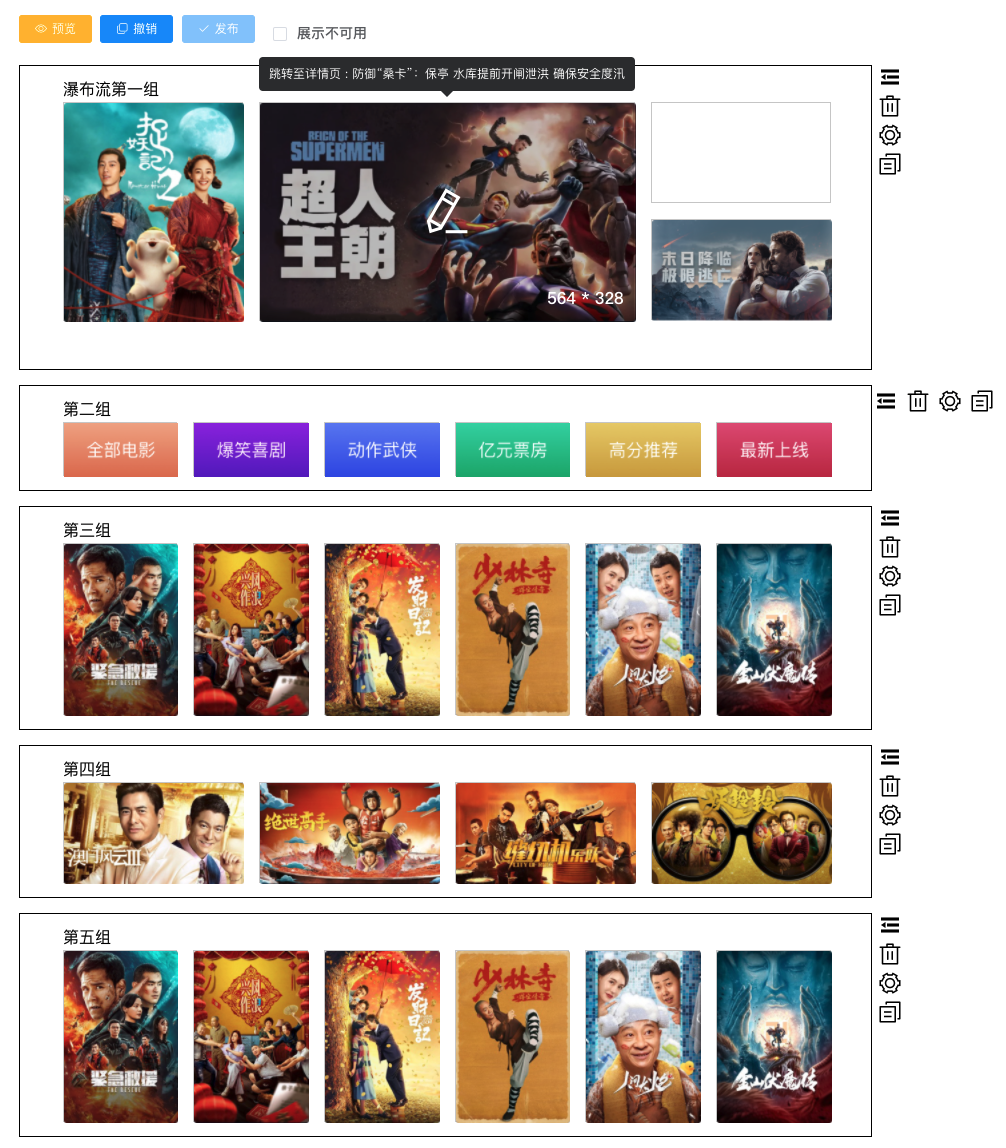 预览
撤销
发布
展示不可用
跳转至详情页 : 防御“桑卡”：保亭 水库提前开闸泄洪 确保安全度汛
瀑布流第一组
捉妖記2
REIGN OF THE
SUPERMEN
超人
王朝
564 * 328
末日降临
极限逃亡
第二组
全部电影
爆笑喜剧
动作武侠
亿元票房
高分推荐
最新上线
第三组
紧急救援
THE RESCUE
发财日记
少林寺
人间大炮
金山伏魔传
第四组
澳门风云III
绝世高手
缝纫机乐队
CITY OF ROCK
妖铃铃
第五组
紧急救援
THE RESCUE
发财日记
少林寺
人间大炮
金山伏魔传